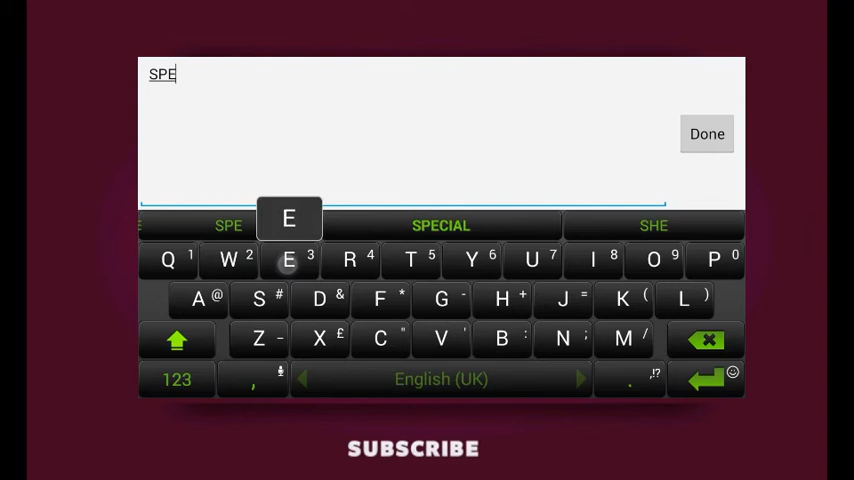 SPE
Done
E
SPE SPECIAL SHE
Q 1 W 2 E 3 R 4 T 5 Y 6 U 7 I 8 O 9 P 0
A @ S # D & F * G - H + J = K ( L )
Z _ X £ C " V ' B : N ; M /
123 , English (UK) . ,!?
SUBSCRIBE